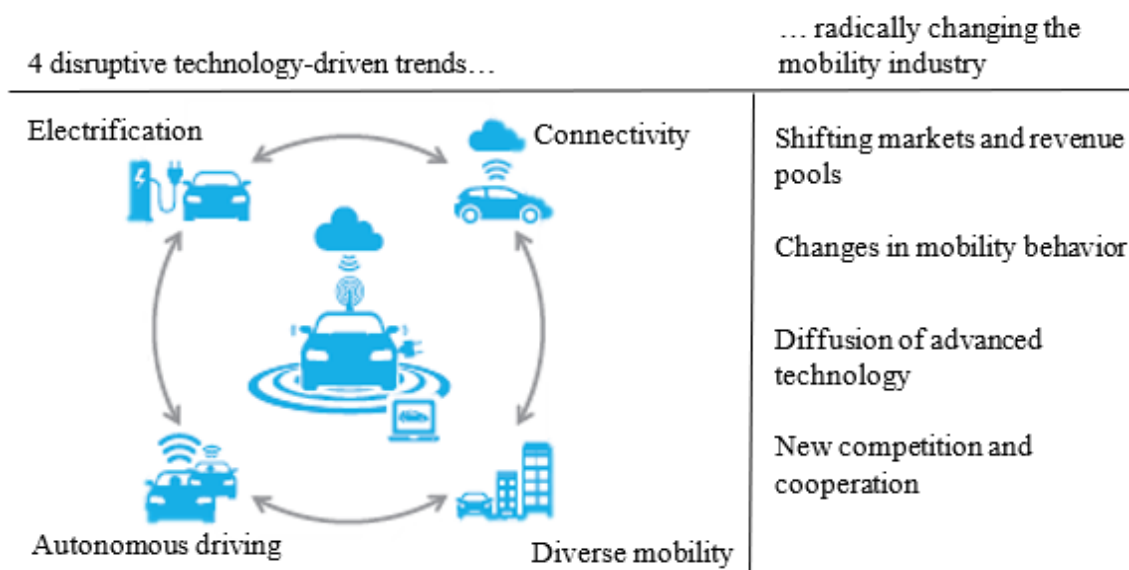 4 disruptive technology-driven trends…
… radically changing the
mobility industry
Electrification
Connectivity
Autonomous driving
Diverse mobility
Shifting markets and revenue
pools
Changes in mobility behavior
Diffusion of advanced
technology
New competition and
cooperation